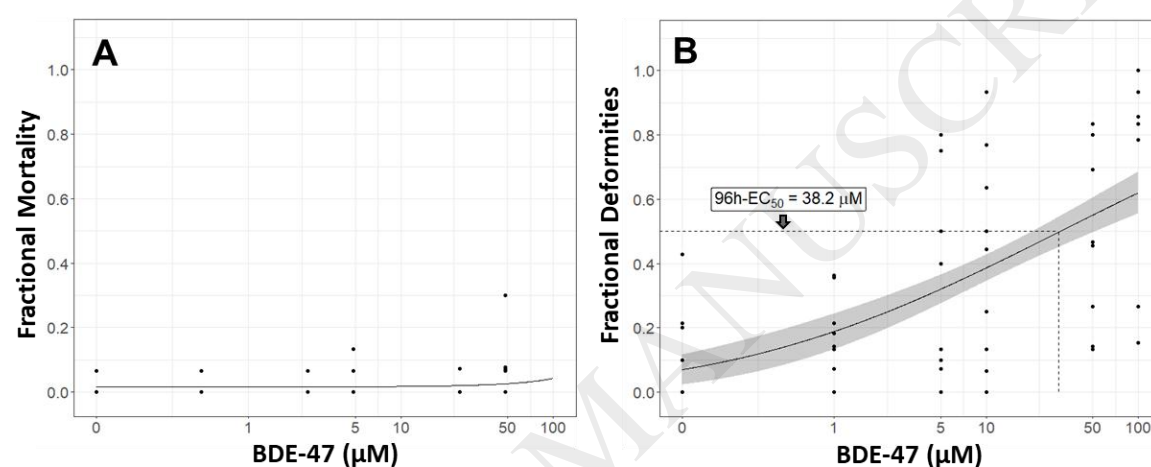 A
Fractional Mortality
1.0
0.8
0.6
0.4
0.2
0.0
0 1 5 10 50 100
BDE-47 (µM)
B
Fractional Deformities
1.0
0.8
0.6
0.4
0.2
0.0
96h-EC₅₀ = 38.2 µM
0 1 5 10 50 100
BDE-47 (µM)
MANUSCR